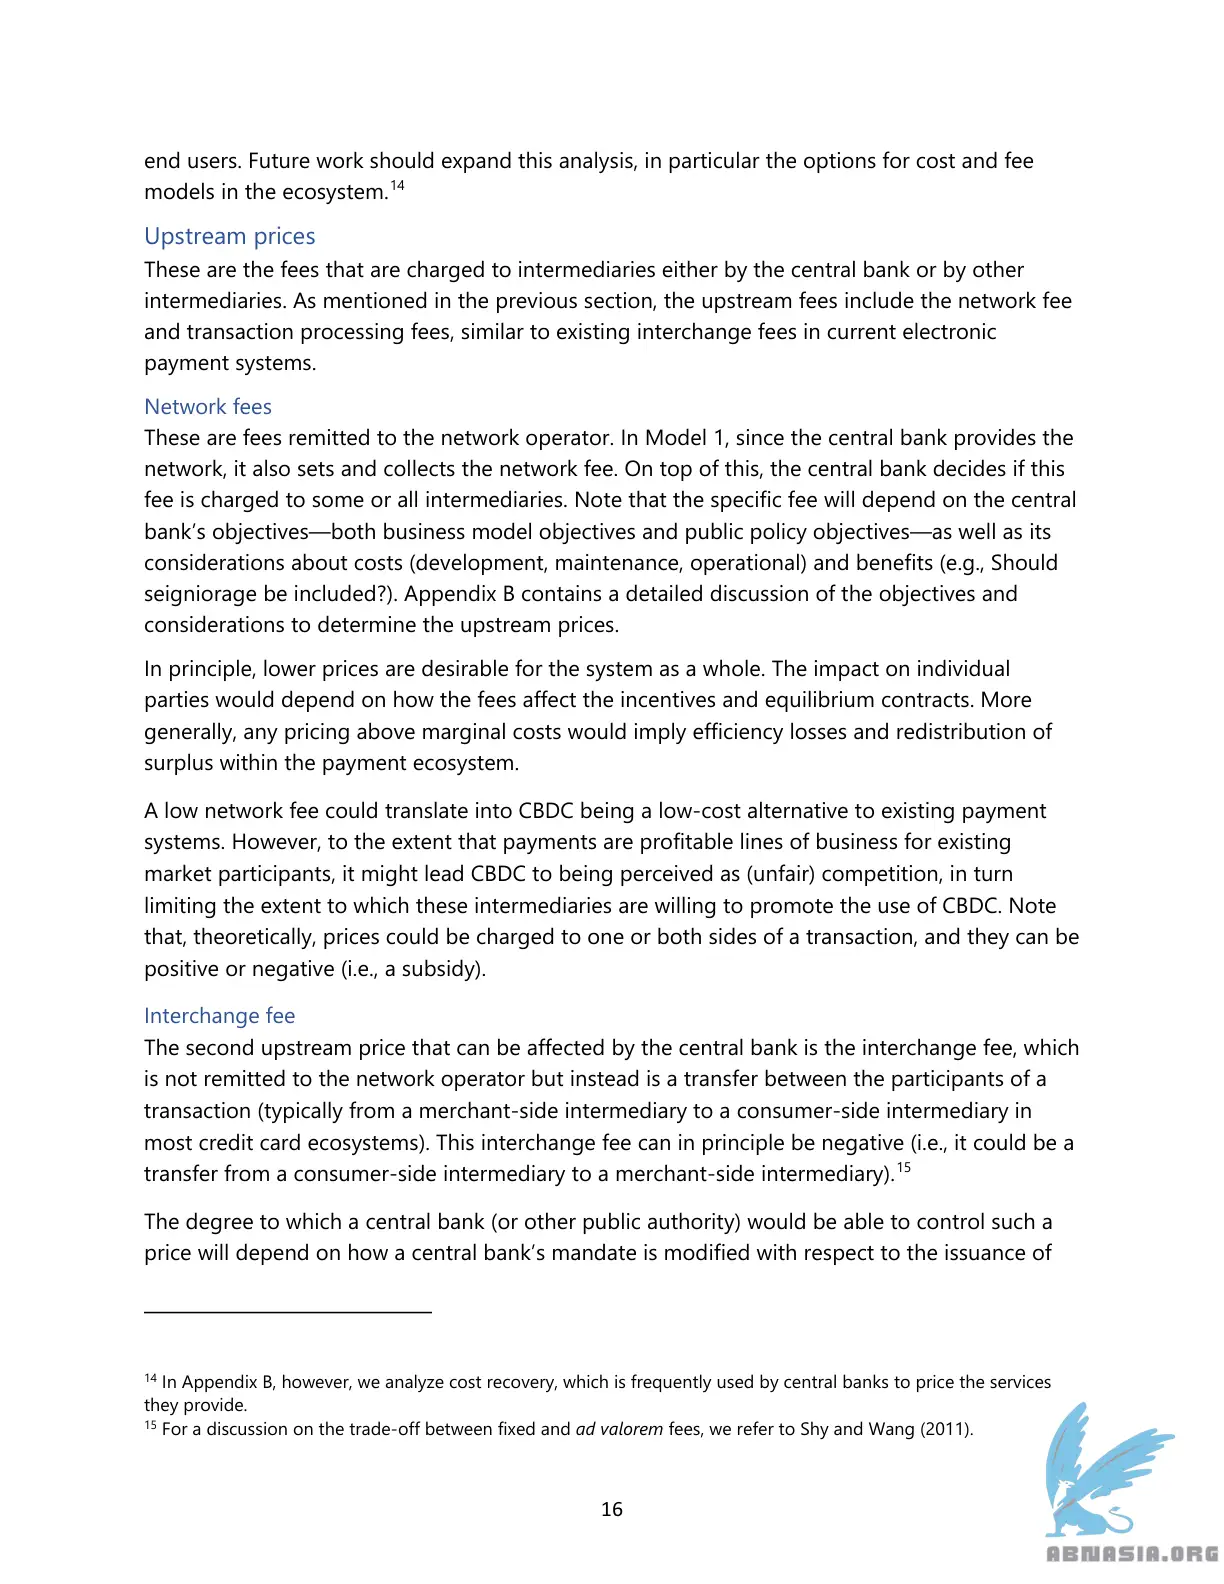 end users. Future work should expand this analysis, in particular the options for cost and fee
models in the ecosystem.14
Upstream prices
These are the fees that are charged to intermediaries either by the central bank or by other
intermediaries. As mentioned in the previous section, the upstream fees include the network fee
and transaction processing fees, similar to existing interchange fees in current electronic
payment systems.
Network fees
These are fees remitted to the network operator. In Model 1, since the central bank provides the
network, it also sets and collects the network fee. On top of this, the central bank decides if this
fee is charged to some or all intermediaries. Note that the specific fee will depend on the central
bank’s objectives—both business model objectives and public policy objectives—as well as its
considerations about costs (development, maintenance, operational) and benefits (e.g., Should
seigniorage be included?). Appendix B contains a detailed discussion of the objectives and
considerations to determine the upstream prices.
In principle, lower prices are desirable for the system as a whole. The impact on individual
parties would depend on how the fees affect the incentives and equilibrium contracts. More
generally, any pricing above marginal costs would imply efficiency losses and redistribution of
surplus within the payment ecosystem.
A low network fee could translate into CBDC being a low-cost alternative to existing payment
systems. However, to the extent that payments are profitable lines of business for existing
market participants, it might lead CBDC to being perceived as (unfair) competition, in turn
limiting the extent to which these intermediaries are willing to promote the use of CBDC. Note
that, theoretically, prices could be charged to one or both sides of a transaction, and they can be
positive or negative (i.e., a subsidy).
Interchange fee
The second upstream price that can be affected by the central bank is the interchange fee, which
is not remitted to the network operator but instead is a transfer between the participants of a
transaction (typically from a merchant-side intermediary to a consumer-side intermediary in
most credit card ecosystems). This interchange fee can in principle be negative (i.e., it could be a
transfer from a consumer-side intermediary to a merchant-side intermediary).15
The degree to which a central bank (or other public authority) would be able to control such a
price will depend on how a central bank’s mandate is modified with respect to the issuance of
14 In Appendix B, however, we analyze cost recovery, which is frequently used by central banks to price the services
they provide.
15 For a discussion on the trade-off between fixed and ad valorem fees, we refer to Shy and Wang (2011).
16
ABNASIA.ORG